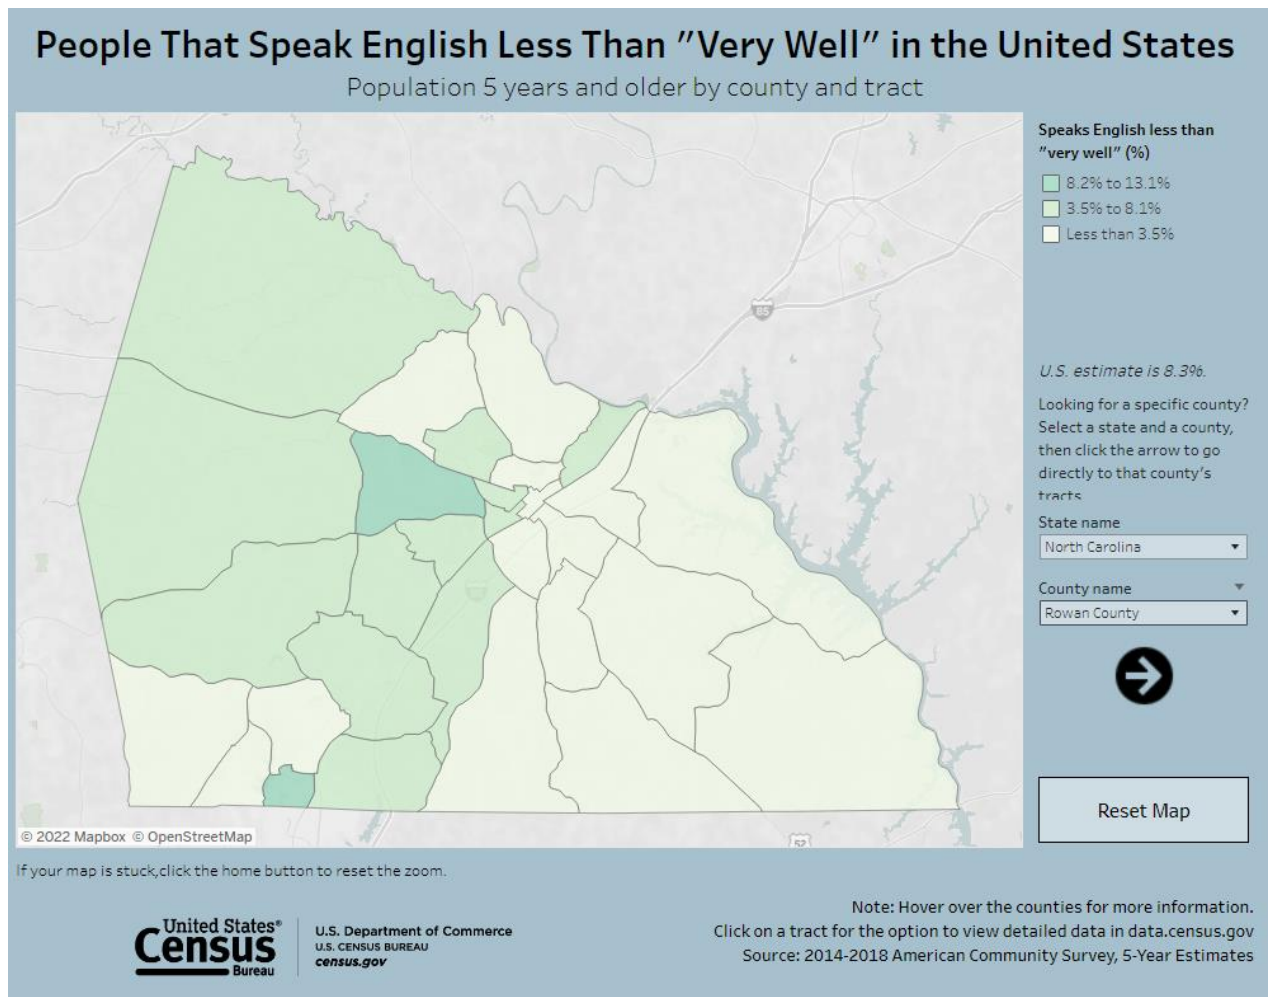 People That Speak English Less Than "Very Well" in the United States
Population 5 years and older by county and tract
Speaks English less than
"very well" (%)
8.2% to 13.1%
3.5% to 8.1%
Less than 3.5%
85
U.S. estimate is 8.3%.
Looking for a specific county?
Select a state and a county,
then click the arrow to go
directly to that county's
tracts
State name
North Carolina
County name
Rowan County
Reset Map
52
© 2022 Mapbox © OpenStreetMap
If your map is stuck,click the home button to reset the zoom.
United States®
Census
Bureau
U.S. Department of Commerce
U.S. CENSUS BUREAU
census.gov
Note: Hover over the counties for more information.
Click on a tract for the option to view detailed data in data.census.gov
Source: 2014-2018 American Community Survey, 5-Year Estimates